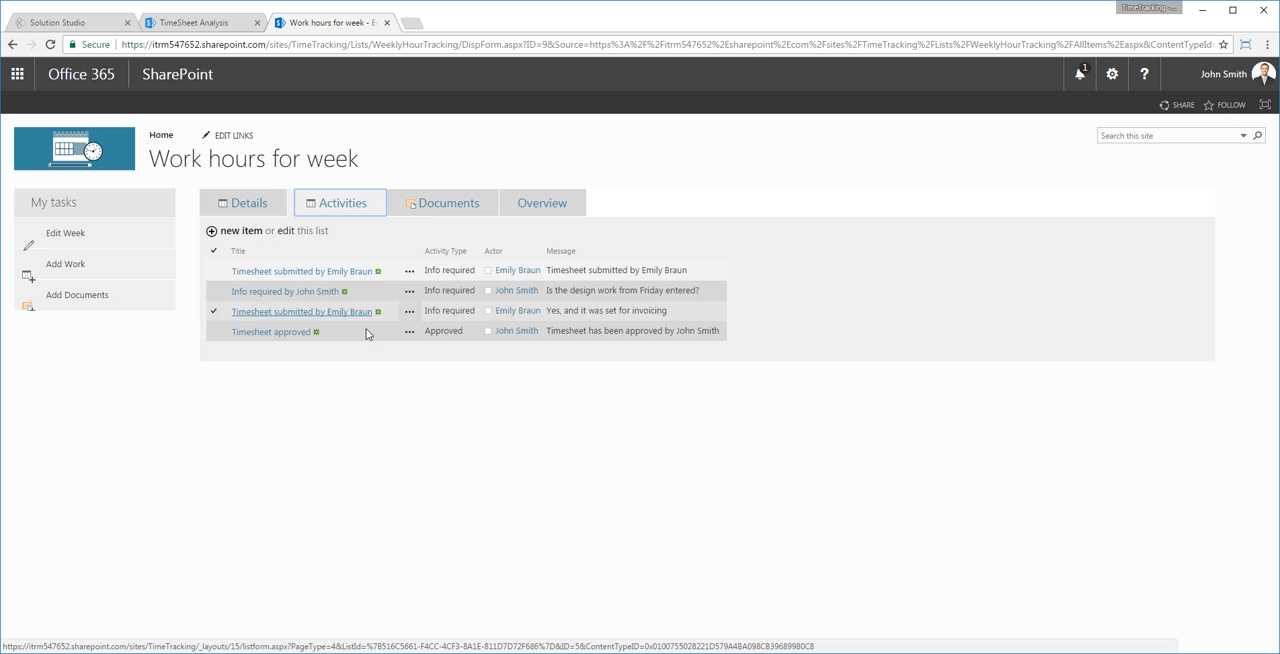 TimeTracking -...
Solution Studio
TimeSheet Analysis
Work hours for week - E
Secure https://itrm547652.sharepoint.com/sites/TimeTracking/Lists/WeeklyHourTracking/DispForm.aspx?ID=9&Source=https%3A%2F%2Fitrm547652%2Esharepoint%2Ecom%2Fsites%2FTimeTracking%2FLists%2FWeeklyHourTracking%2FAllItems%2Easpx&ContentTypeId
Office 365 SharePoint 1 ? John Smith
SHARE FOLLOW
Home EDIT LINKS
Search this site
Work hours for week
My tasks
Edit Week
Add Work
Add Documents
Details Activities Documents Overview
new item or edit this list
Title Activity Type Actor Message
Timesheet submitted by Emily Braun ... Info required Emily Braun Timesheet submitted by Emily Braun
Info required by John Smith ... Info required John Smith Is the design work from Friday entered?
Timesheet submitted by Emily Braun ... Info required Emily Braun Yes, and it was set for invoicing
Timesheet approved ... Approved John Smith Timesheet has been approved by John Smith
https://itrm547652.sharepoint.com/sites/TimeTracking/_layouts/15/listform.aspx?PageType=4&ListId=%7B516C5661-F4CC-4CF3-8A1E-811D7D72F686%7D&ID=5&ContentTypeID=0x0100755028221D579A4BA098CB39689980C8